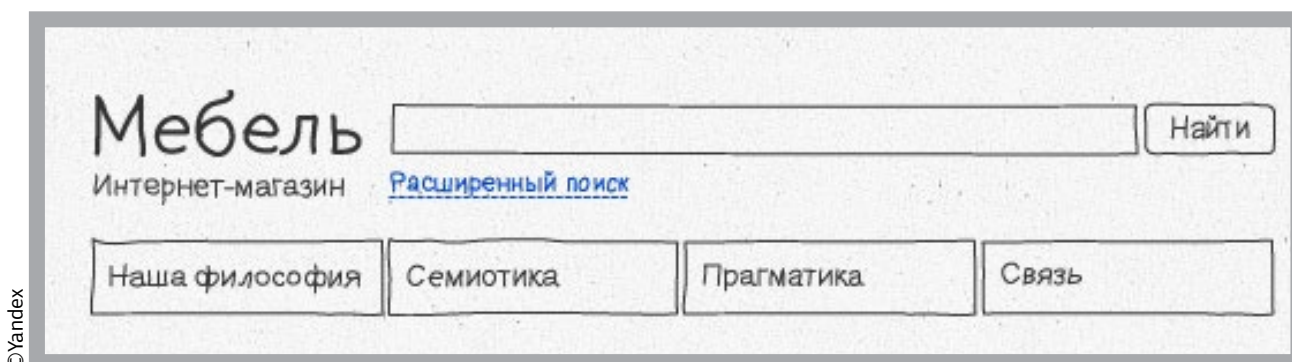 Мебель
Найти
Интернет-магазин
Расширенный поиск
Наша философия
Семиотика
Прагматика
Связь
©Yandex